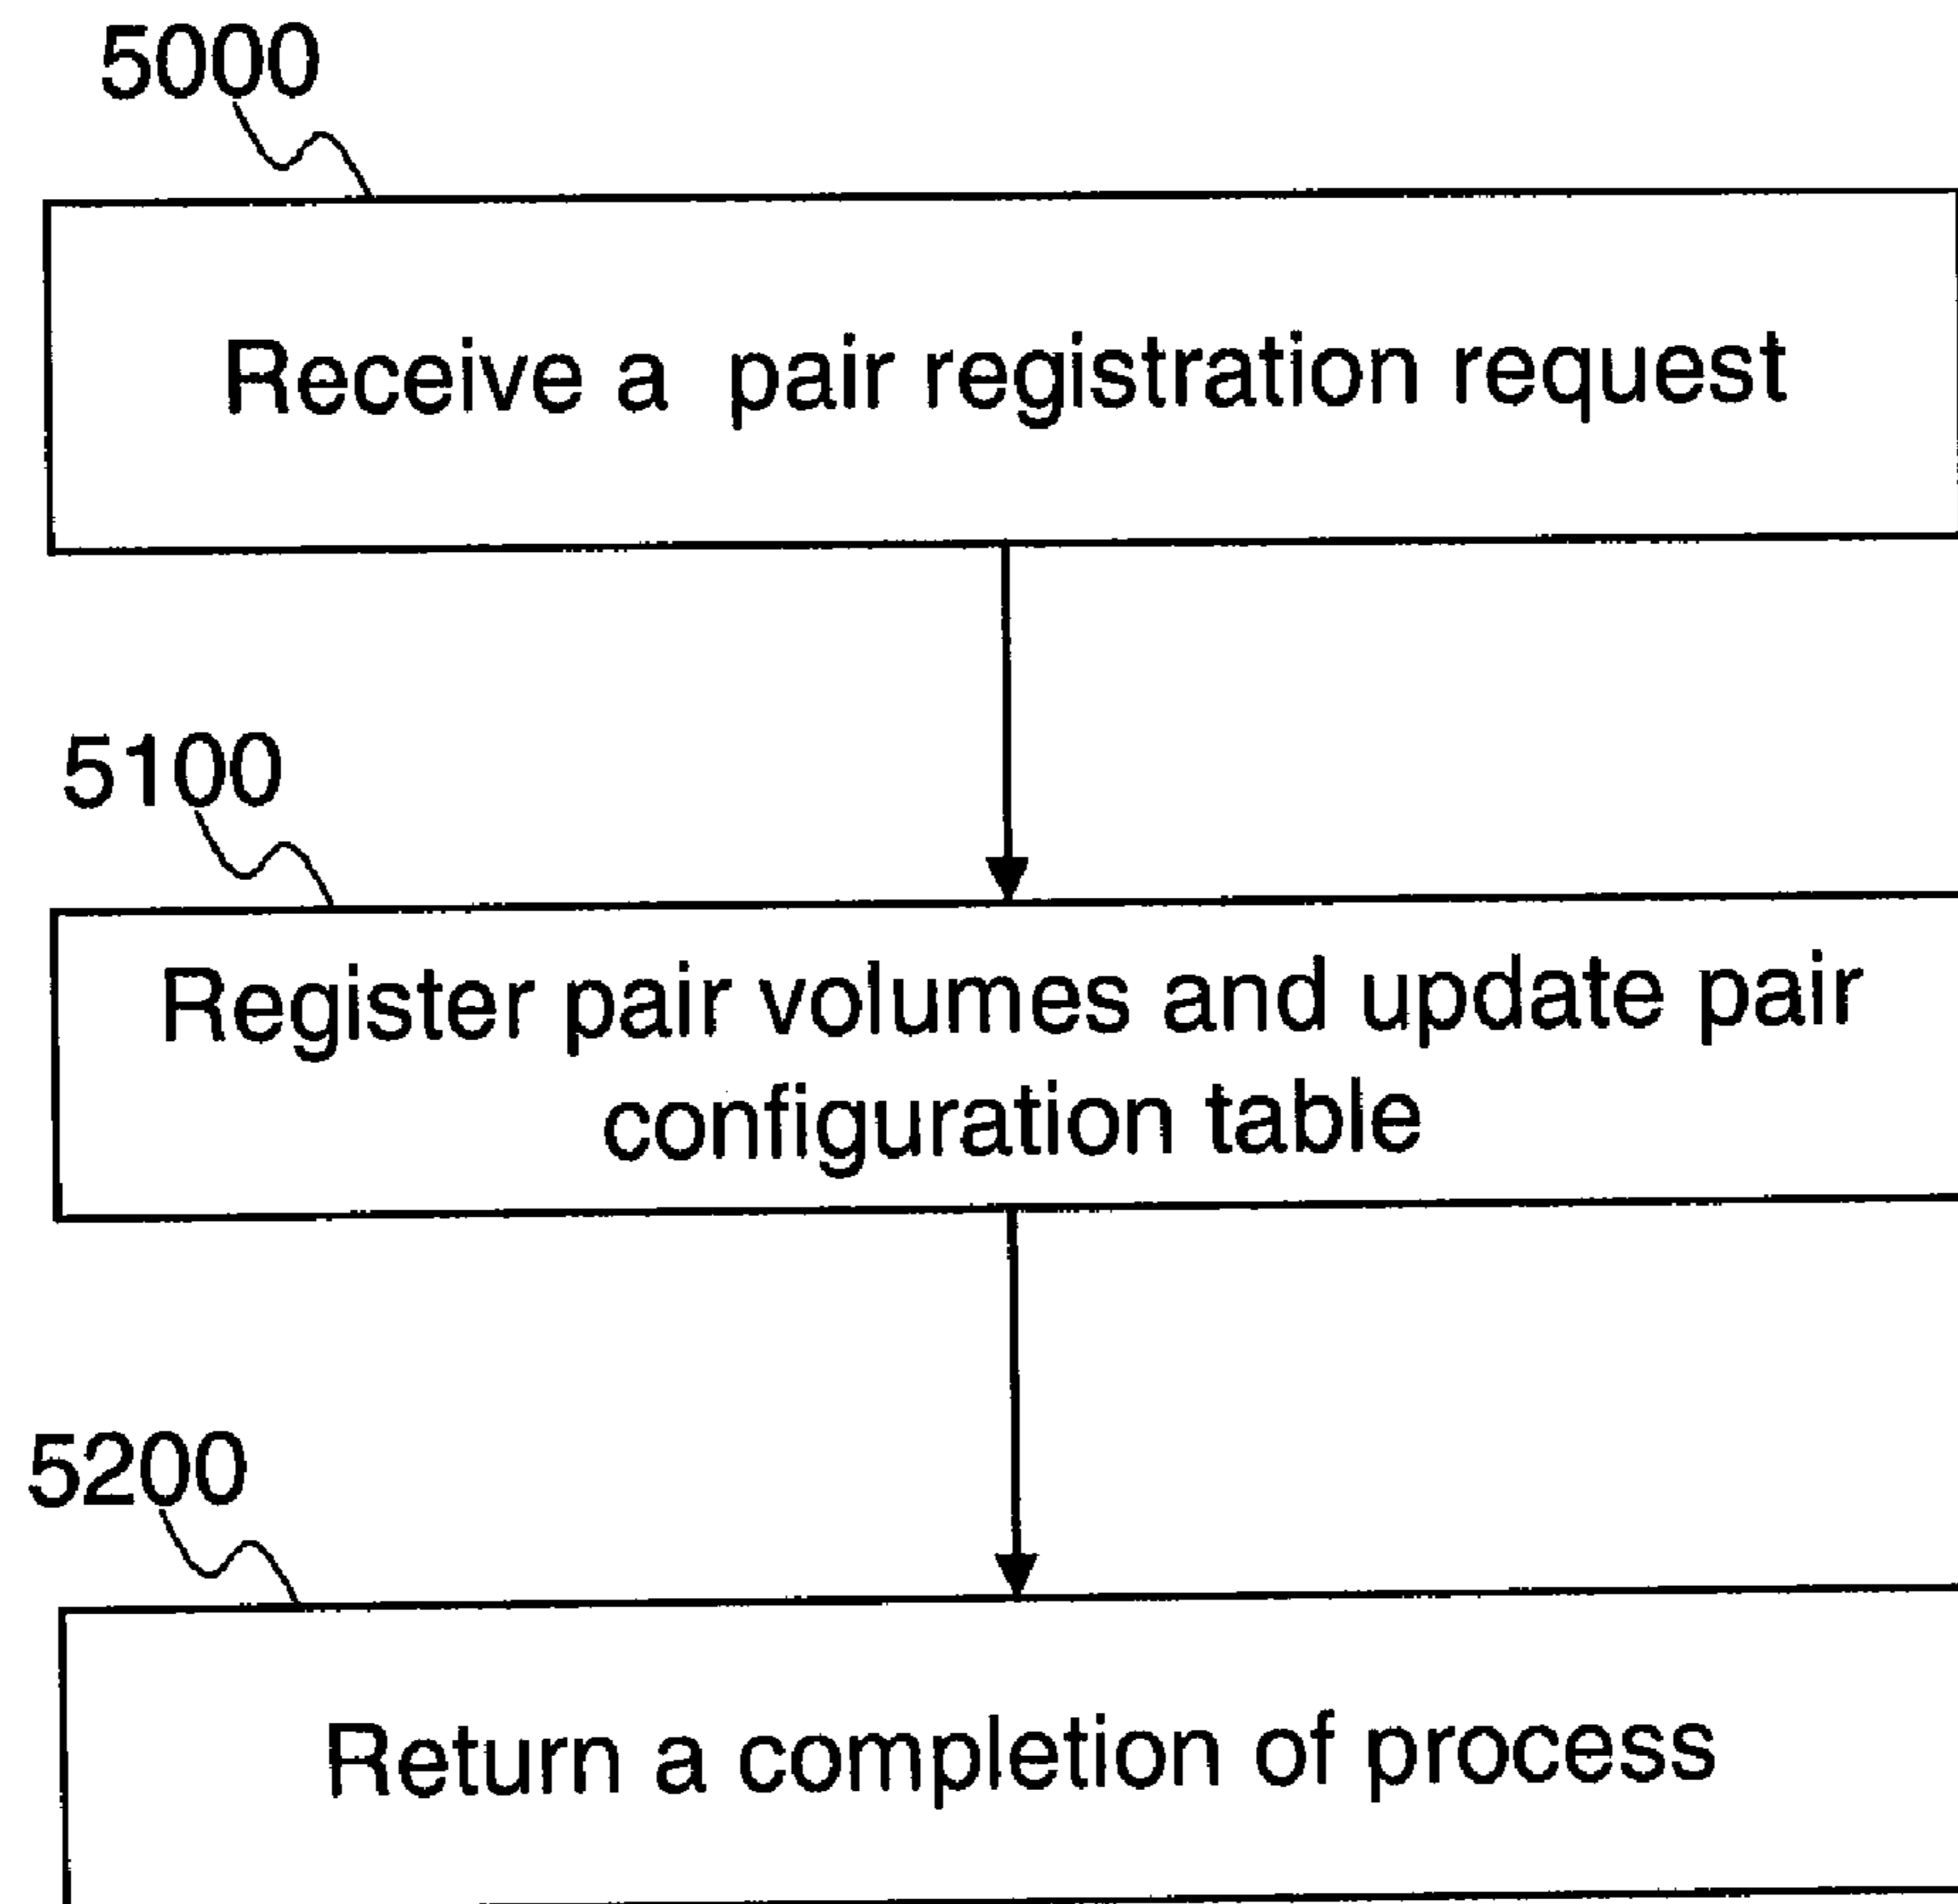 5000
Receive a pair registration request
5100
Register pair volumes and update pair
configuration table
5200
Return a completion of process